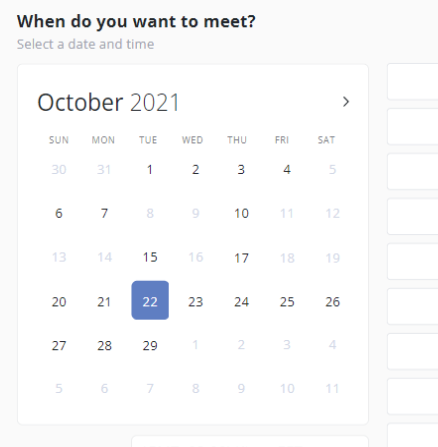 When do you want to meet?
Select a date and time
October 2021
SUN MON TUE WED THU FRI SAT
30 31 1 2 3 4 5
6 7 8 9 10 11 12
13 14 15 16 17 18 19
20 21 22 23 24 25 26
27 28 29 1 2 3 4
5 6 7 8 9 10 11